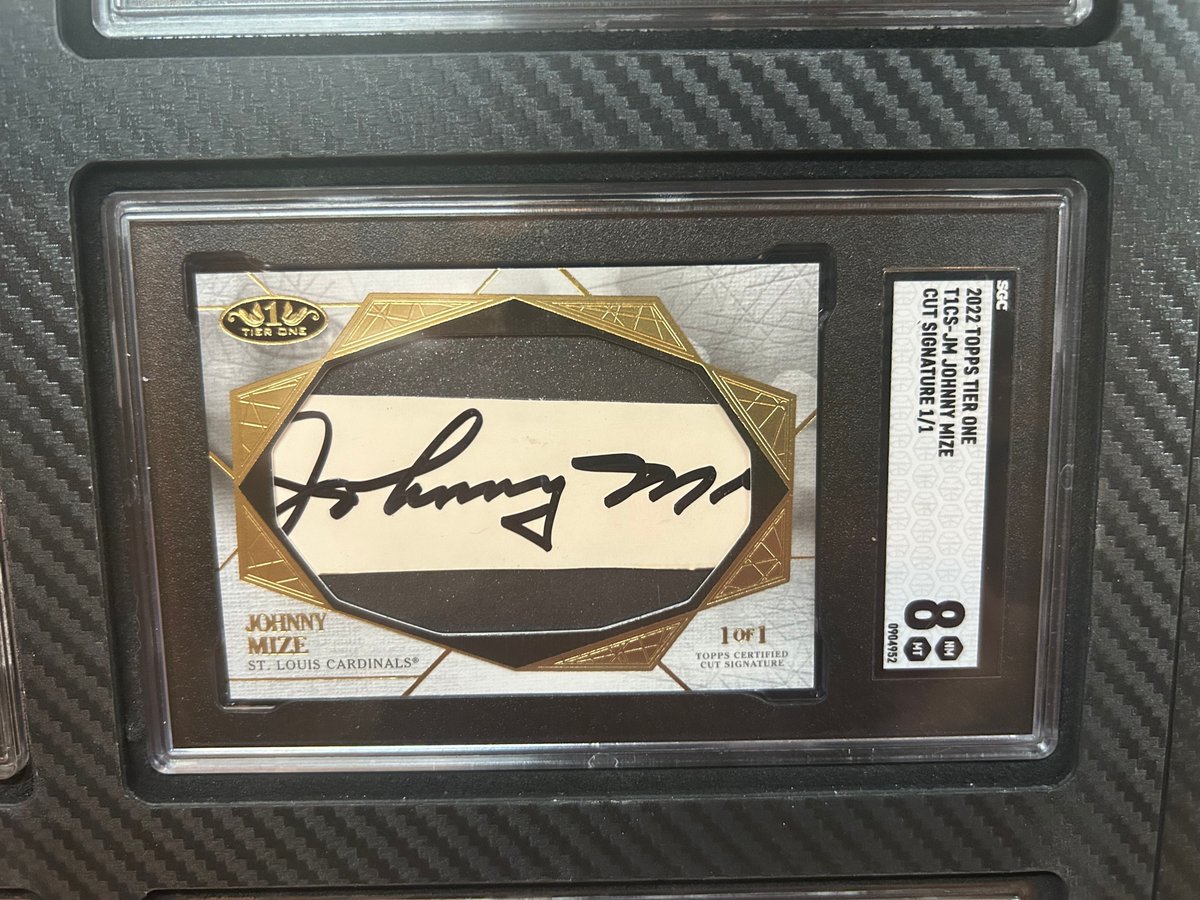 1
TIER ONE
Johnny Mi
JOHNNY
MIZE
ST. LOUIS CARDINALS®
1 OF 1
TOPPS CERTIFIED
CUT SIGNATURE
SGC
2022 TOPPS TIER ONE
T1CS-JM JOHNNY MIZE
CUT SIGNATURE 1/1
8
NM
MT
0904952